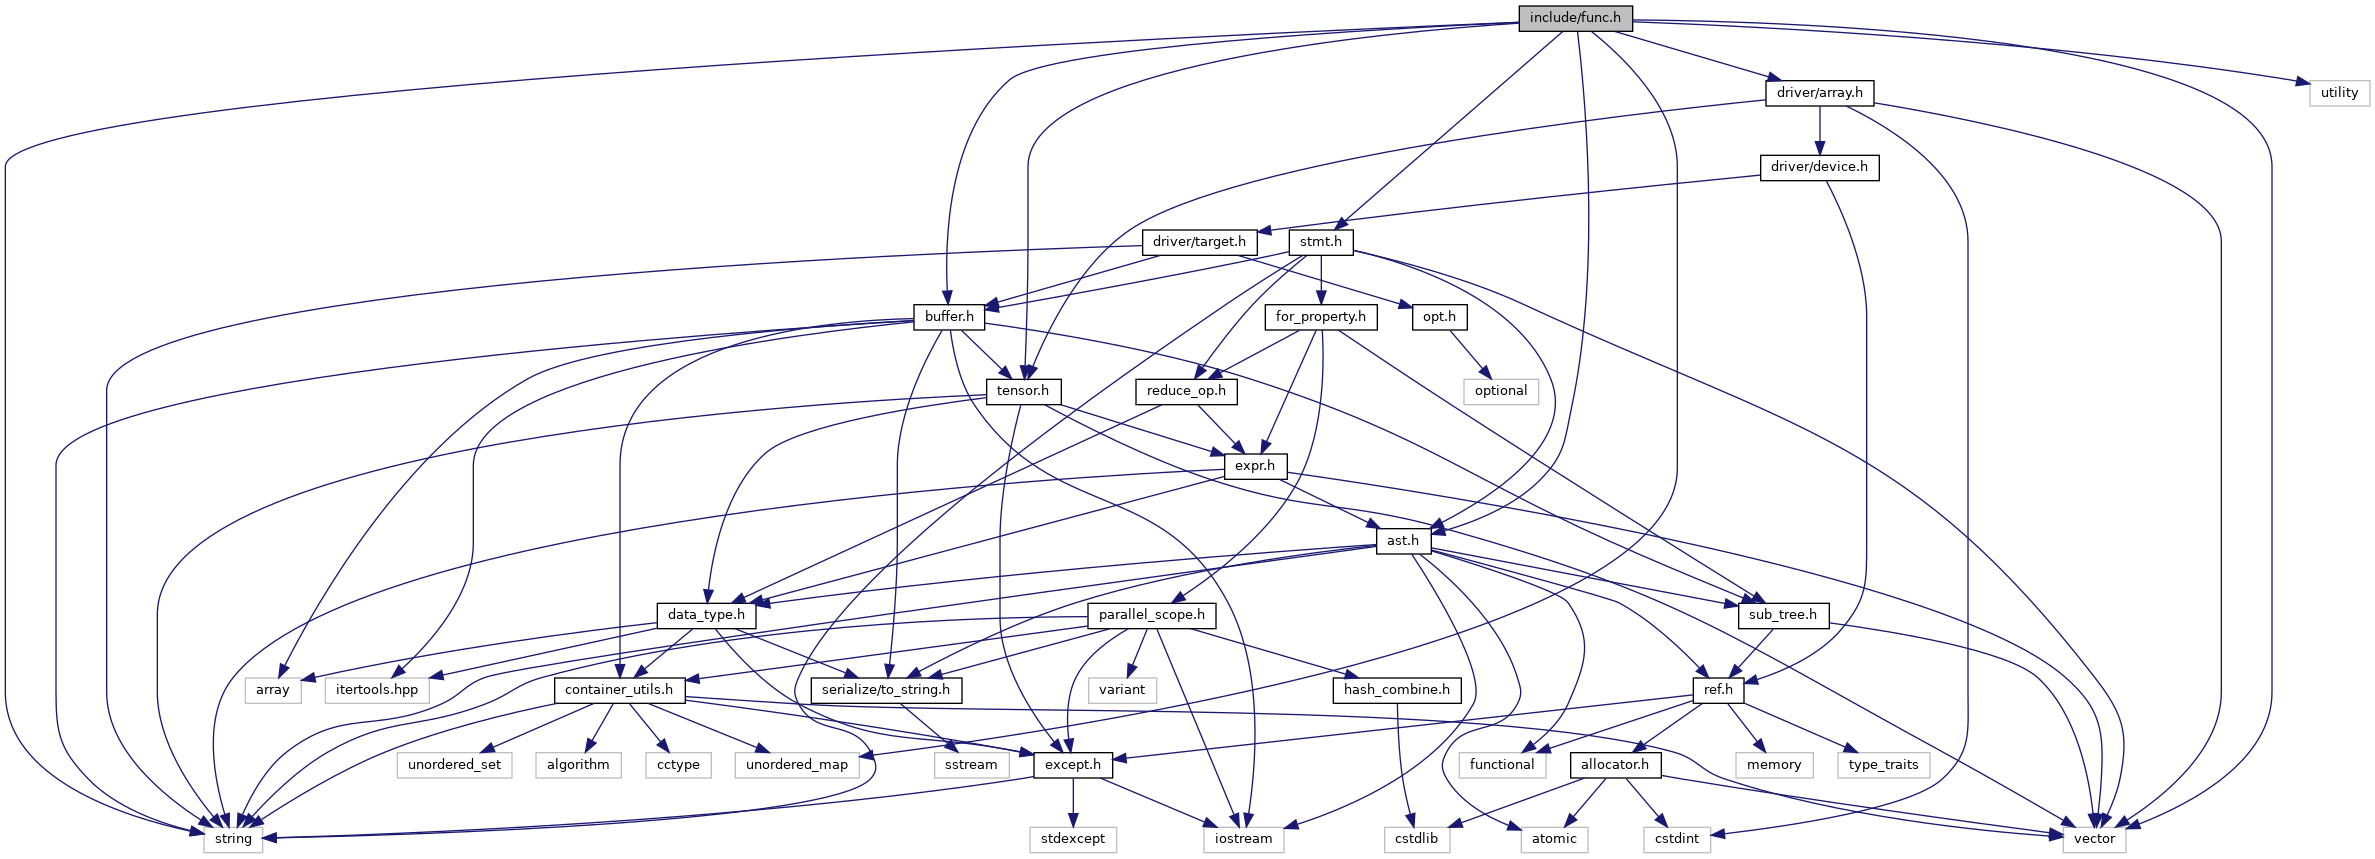 include/func.h
driver/array.h
utility
driver/device.h
driver/target.h
stmt.h
buffer.h
for_property.h
opt.h
tensor.h
reduce_op.h
optional
expr.h
ast.h
data_type.h
parallel_scope.h
sub_tree.h
array
itertools.hpp
container_utils.h
serialize/to_string.h
variant
hash_combine.h
ref.h
unordered_set
algorithm
cctype
unordered_map
sstream
except.h
functional
allocator.h
memory
type_traits
string
stdexcept
iostream
cstdlib
atomic
cstdint
vector